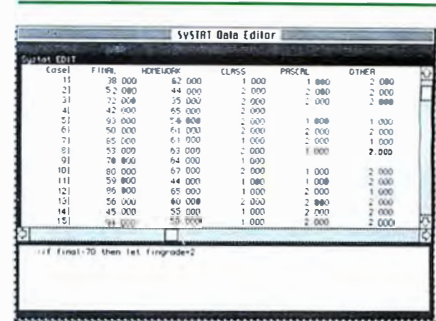 SYSTAT Data Editor
Systat EDIT
Case FINAL HOMEWORK CLASS PASCAL OTHER
1 38.000 62.000 1.000 1.000 2.000
2 52.000 44.000 2.000 2.000 2.000
3 72.000 35.000 2.000 2.000 2.000
4 42.000 65.000 2.000
5 93.000 2.000 1.000 1.000
6 50.000 61.000 2.000 2.000 2.000
7 85.000 61.000 1.000 2.000 1.000
8 53.000 63.000 2.000 1.000 2.000
9 78.000 64.000 1.000
10 80.000 67.000 2.000 1.000 2.000
11 59.000 44.000 1.000 1.000 2.000
12 96.000 65.000 1.000 2.000 1.000
13 56.000 60.000 2.000 2.000 2.000
14 45.000 55.000 2.000 2.000 2.000
15 94.000 50.000 1.000 2.000 2.000
if final>70 then let fingrade=2